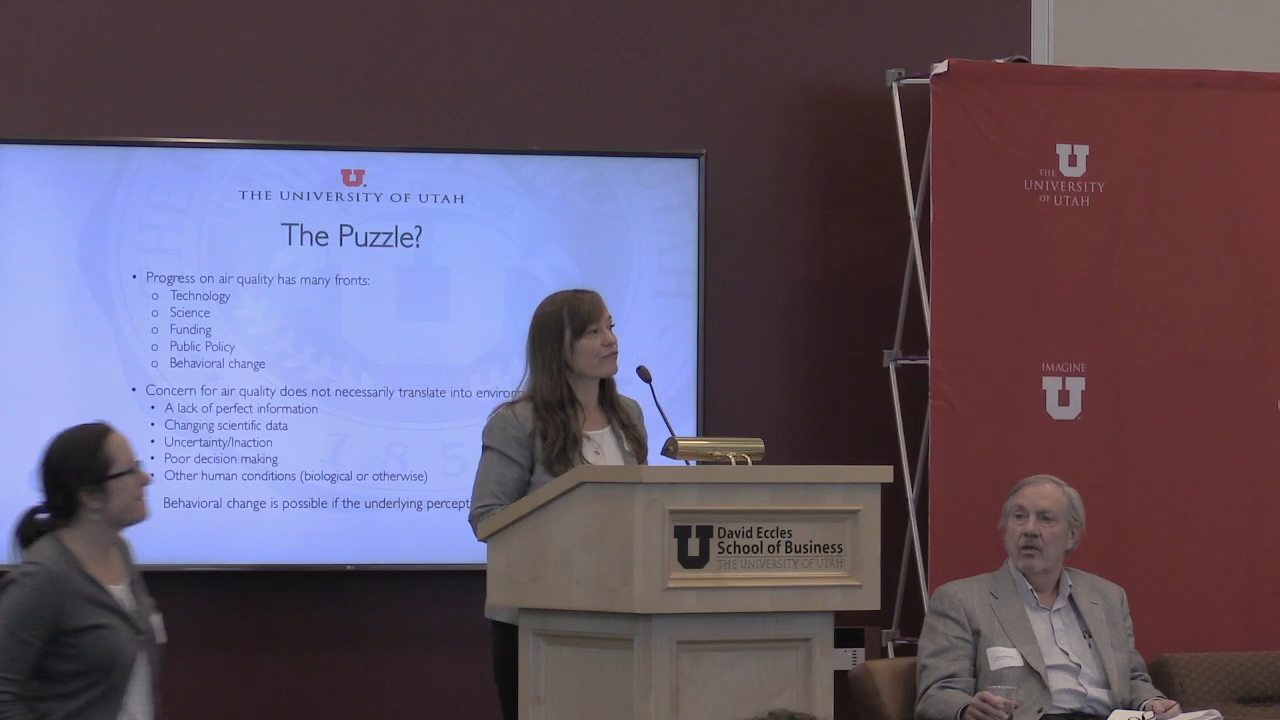 U
THE UNIVERSITY OF UTAH
The Puzzle?
• Progress on air quality has many fronts:
o Technology
o Science
o Funding
o Public Policy
o Behavioral change
• Concern for air quality does not necessarily translate into environ
• A lack of perfect information
• Changing scientific data
• Uncertainty/Inaction
• Poor decision making
• Other human conditions (biological or otherwise)
Behavioral change is possible if the underlying percept
U
David Eccles
School of Business
THE UNIVERSITY OF UTAH
U
THE
UNIVERSITY
OF UTAH
IMAGINE
U